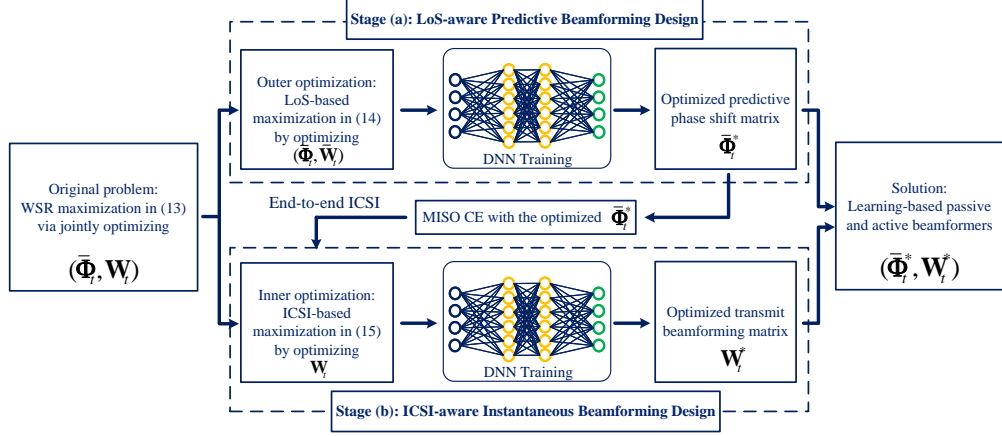 Stage (a): LoS-aware Predictive Beamforming Design
Outer optimization:
LoS-based
maximization in (14)
by optimizing
(Φ̄ₜ, W̄ₜ)
DNN Training
Optimized predictive
phase shift matrix
Φ̄ₜ*
Original problem:
WSR maximization in (13)
via jointly optimizing
(Φ̄ₜ, Wₜ)
End-to-end ICSI
MISO CE with the optimized Φ̄ₜ*
Solution:
Learning-based passive
and active beamformers
(Φ̄ₜ*, Wₜ*)
Inner optimization:
ICSI-based
maximization in (15)
by optimizing
Wₜ
DNN Training
Optimized transmit
beamforming matrix
Wₜ*
Stage (b): ICSI-aware Instantaneous Beamforming Design